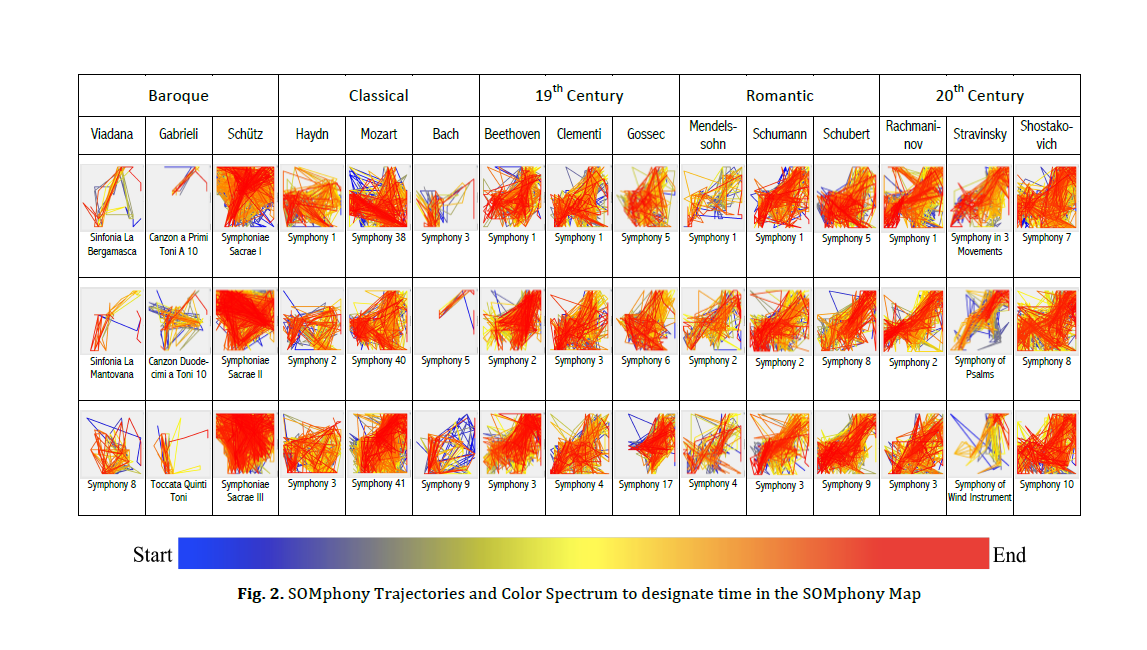 Baroque Classical 19th Century Romantic 20th Century
Viadana Gabrieli Schütz Haydn Mozart Bach Beethoven Clementi Gossec Mendels-sohn Schumann Schubert Rachmani-nov Stravinsky Shostako-vich
Sinfonia La Bergamasca Canzon a Primi Toni A 10 Symphoniae Sacrae I Symphony 1 Symphony 38 Symphony 3 Symphony 1 Symphony 1 Symphony 5 Symphony 1 Symphony 1 Symphony 5 Symphony 1 Symphony in 3 Movements Symphony 7
Sinfonia La Mantovana Canzon Duode-cimi a Toni 10 Symphoniae Sacrae II Symphony 2 Symphony 40 Symphony 5 Symphony 2 Symphony 3 Symphony 6 Symphony 2 Symphony 2 Symphony 8 Symphony 2 Symphony of Psalms Symphony 8
Symphony 8 Toccata Quinti Toni Symphoniae Sacrae III Symphony 3 Symphony 41 Symphony 9 Symphony 3 Symphony 4 Symphony 17 Symphony 4 Symphony 3 Symphony 9 Symphony 3 Symphony of Wind Instrument Symphony 10
Start End
Fig. 2. SOMphony Trajectories and Color Spectrum to designate time in the SOMphony Map